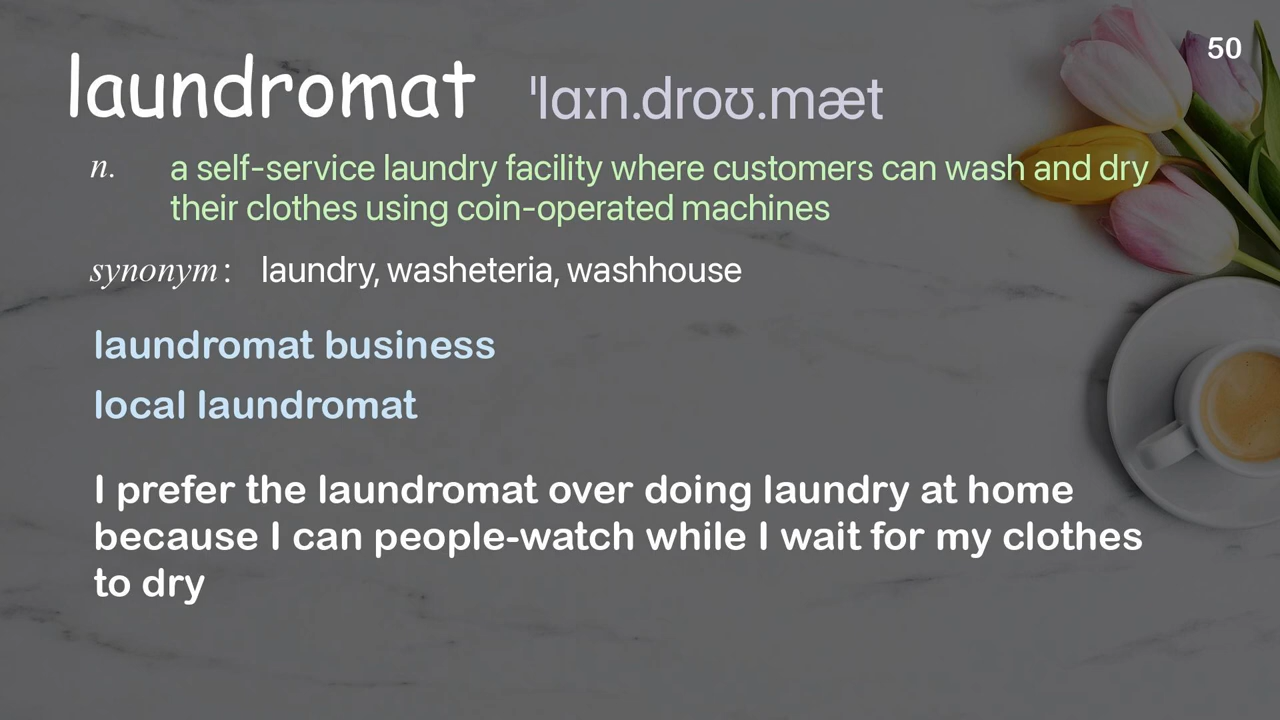 50
laundromat ˈlɑːn.droʊ.mæt
n. a self-service laundry facility where customers can wash and dry
their clothes using coin-operated machines
synonym: laundry, washeteria, washhouse
laundromat business
local laundromat
I prefer the laundromat over doing laundry at home
because I can people-watch while I wait for my clothes
to dry